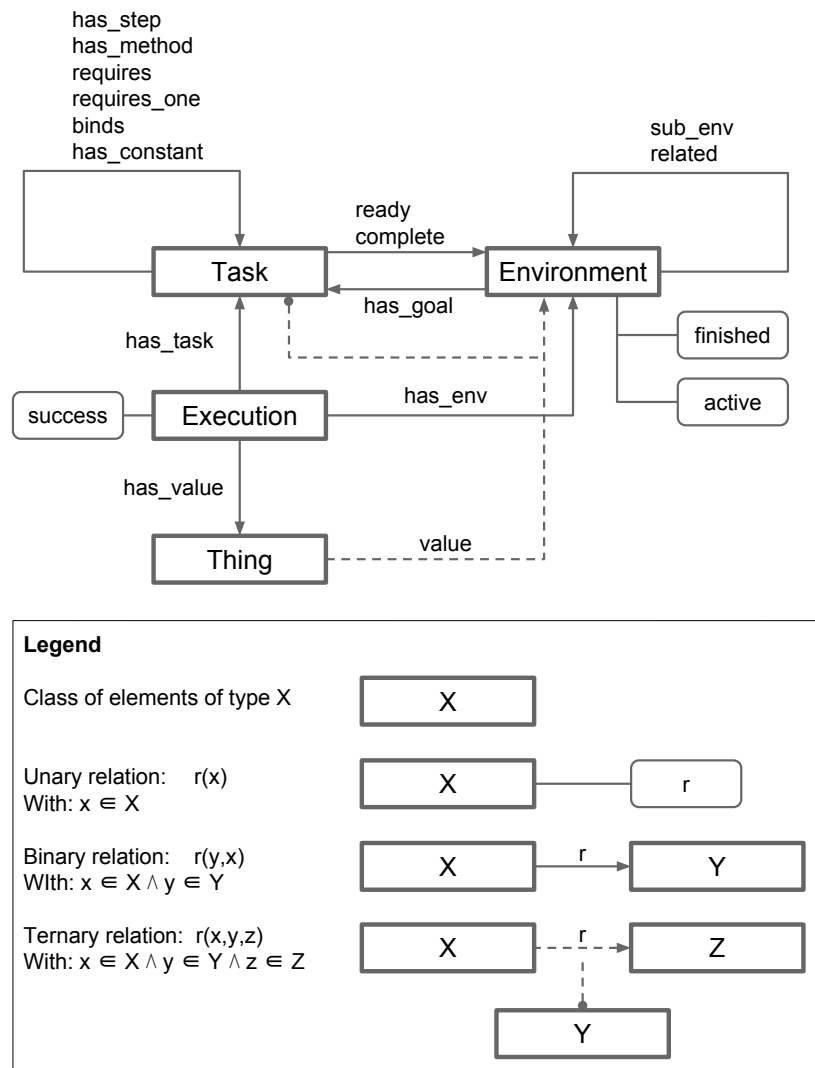 has_step
has_method
requires
requires_one
binds
has_constant
sub_env
related
ready
complete
Task
Environment
has_goal
has_task
finished
success
Execution
has_env
active
has_value
Thing
value
Legend
Class of elements of type X
X
Unary relation: r(x)
With: x ∈ X
X
r
Binary relation: r(y,x)
WIth: x ∈ X ∧ y ∈ Y
X
r
Y
Ternary relation: r(x,y,z)
With: x ∈ X ∧ y ∈ Y ∧ z ∈ Z
X
r
Z
Y